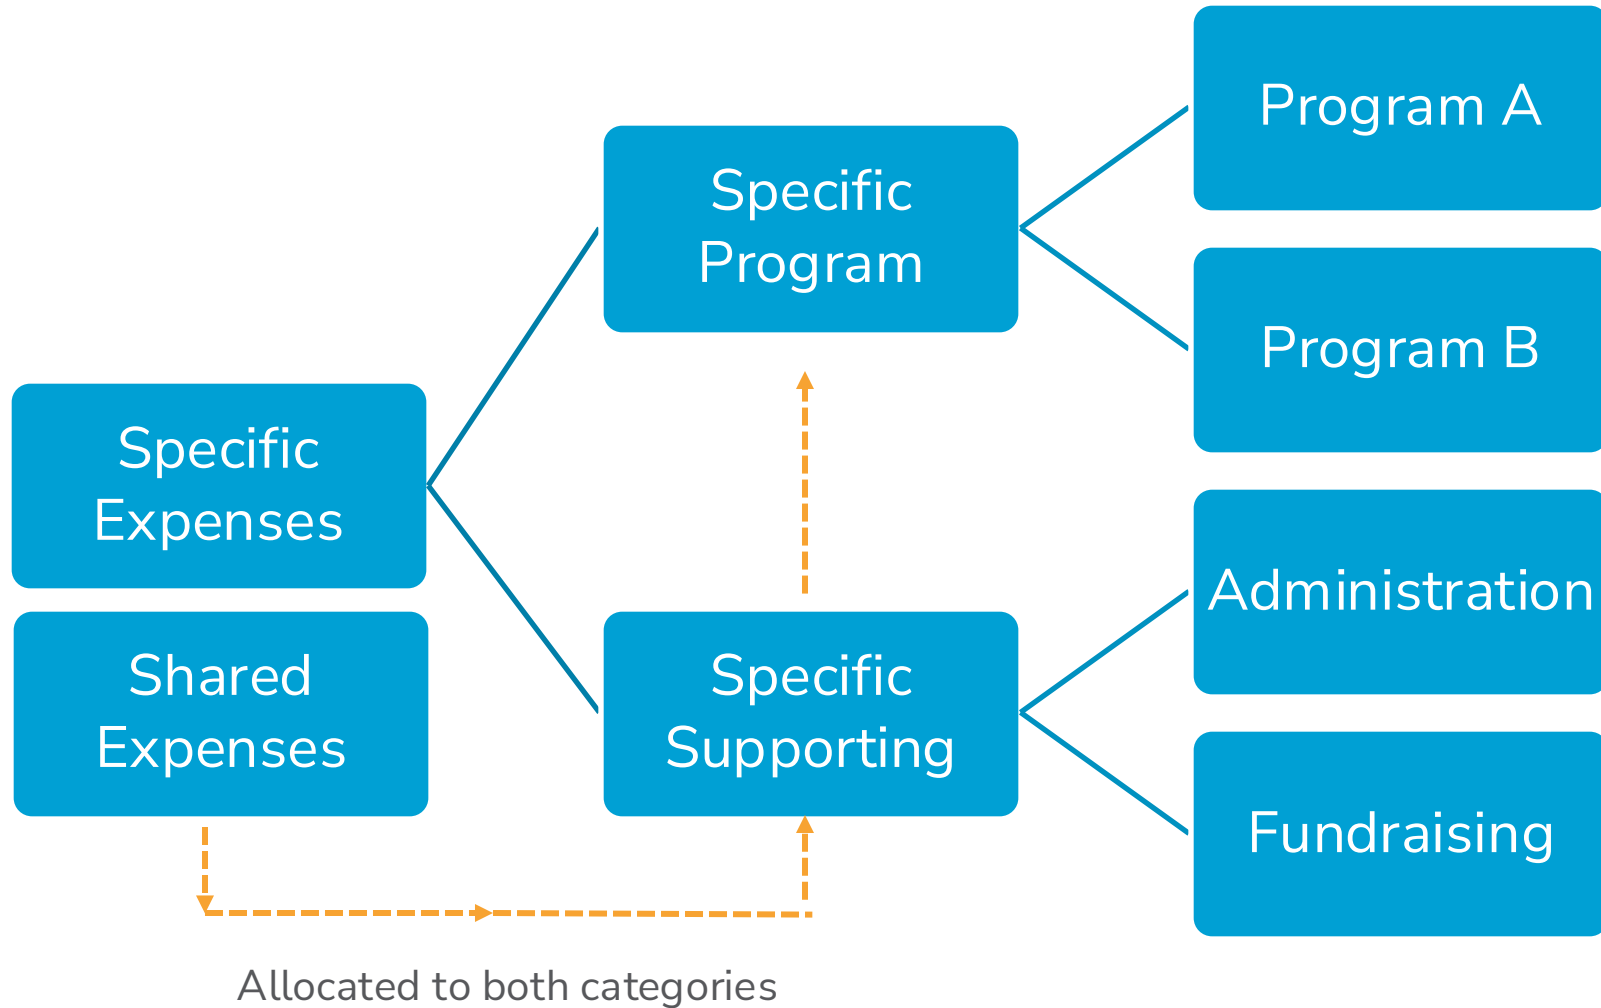 Program A
Specific
Program
Program B
Specific
Expenses
Administration
Shared
Expenses
Specific
Supporting
Fundraising
Allocated to both categories